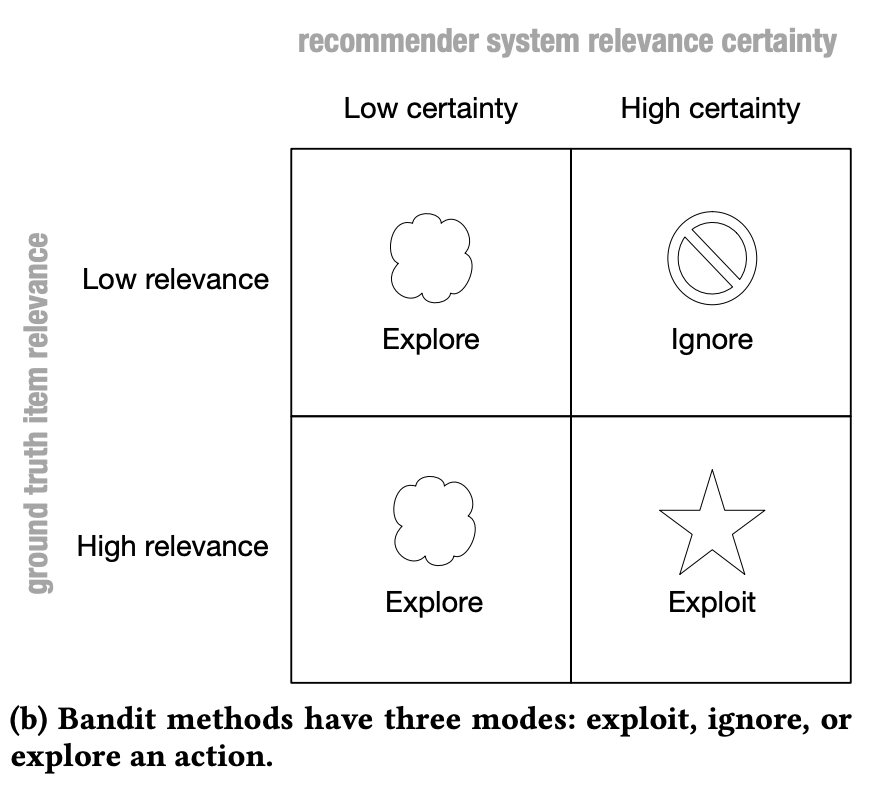 recommender system relevance certainty
Low certainty
High certainty
ground truth item relevance
Low relevance
Explore
Ignore
High relevance
Explore
Exploit
(b) Bandit methods have three modes: exploit, ignore, or
explore an action.